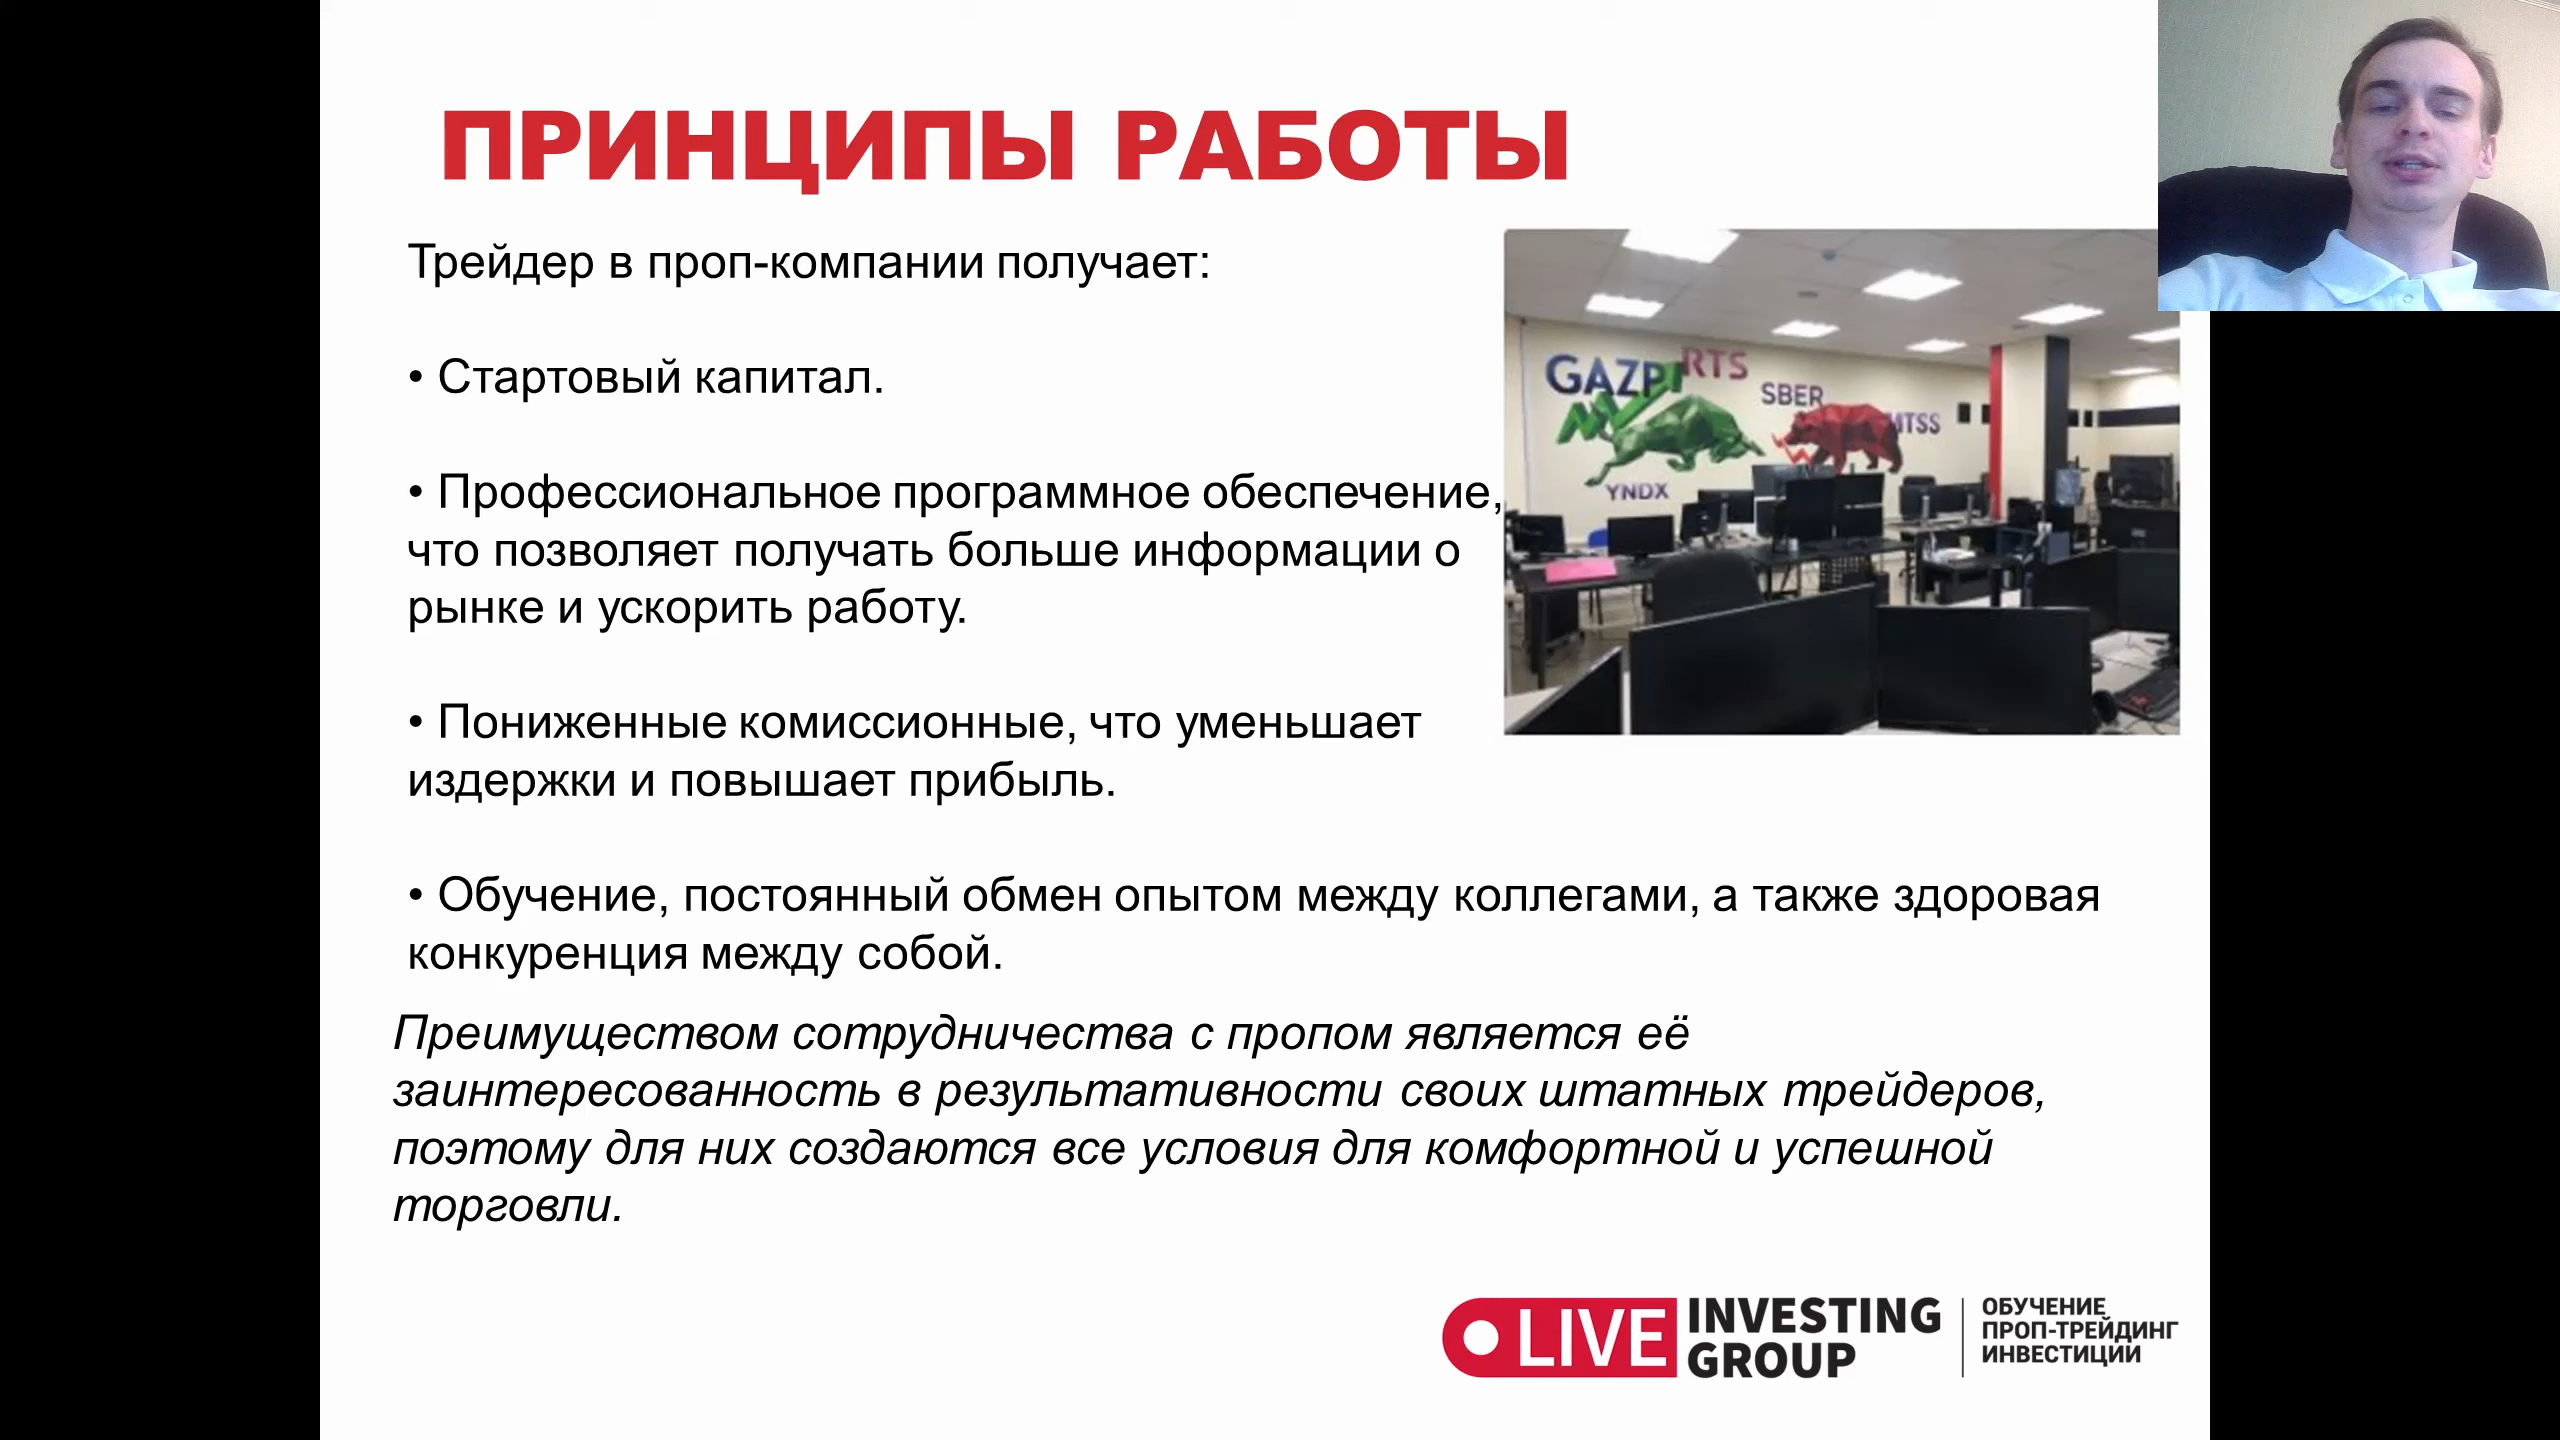 ПРИНЦИПЫ РАБОТЫ
Трейдер в проп-компании получает:
• Стартовый капитал.
• Профессиональное программное обеспечение,
что позволяет получать больше информации о
рынке и ускорить работу.
• Пониженные комиссионные, что уменьшает
издержки и повышает прибыль.
• Обучение, постоянный обмен опытом между коллегами, а также здоровая
конкуренция между собой.
Преимуществом сотрудничества с пропом является её
заинтересованность в результативности своих штатных трейдеров,
поэтому для них создаются все условия для комфортной и успешной
торговли.
GAZP
RTS
SBER
MTSS
YNDX
LIVE INVESTING
GROUP
ОБУЧЕНИЕ
ПРОП-ТРЕЙДИНГ
ИНВЕСТИЦИИ